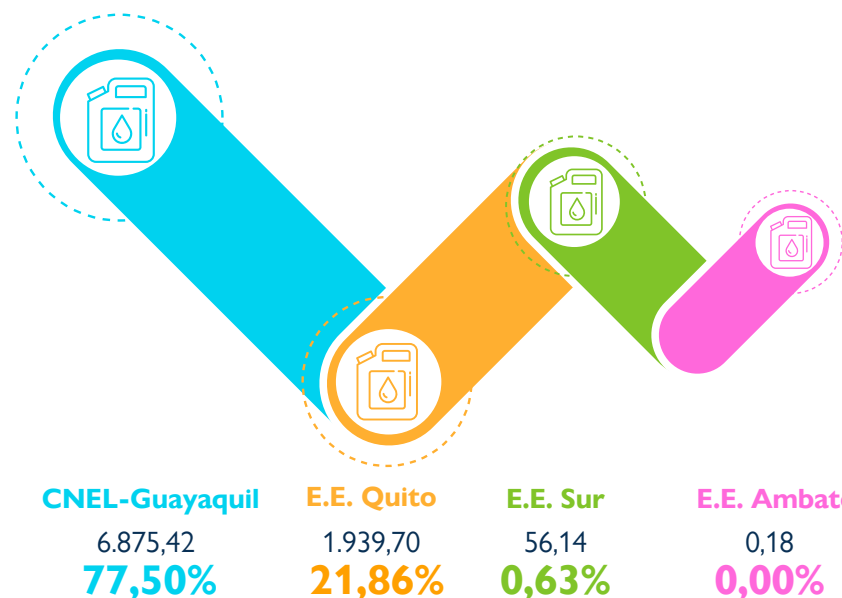 CNEL-Guayaquil
6.875,42
77,50%
E.E. Quito
1.939,70
21,86%
E.E. Sur
56,14
0,63%
E.E. Ambato
0,18
0,00%